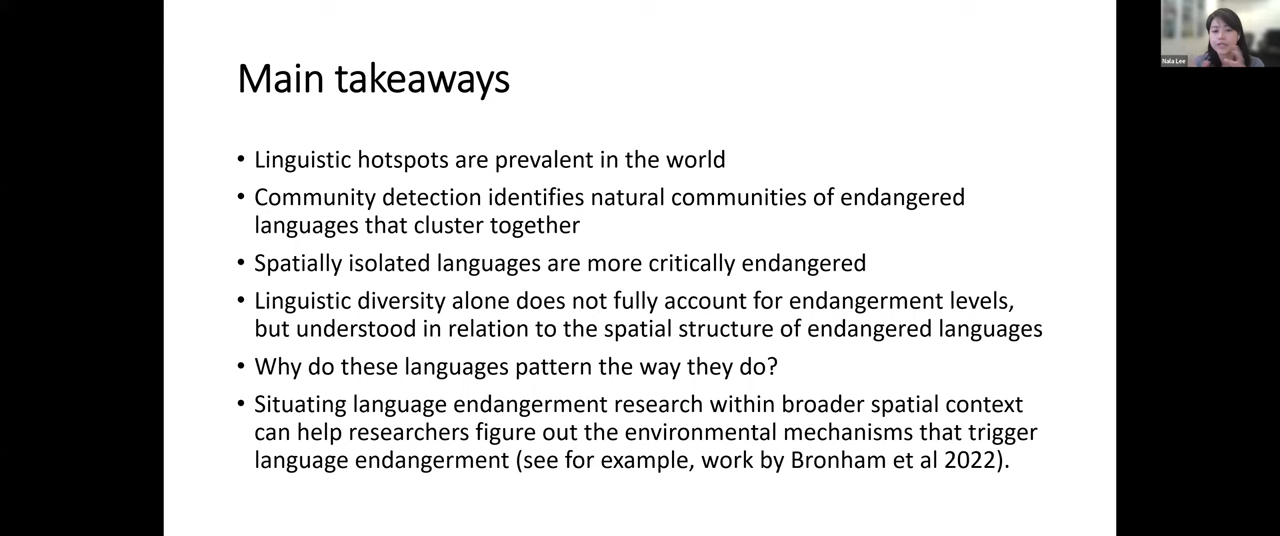 Main takeaways
• Linguistic hotspots are prevalent in the world
• Community detection identifies natural communities of endangered
languages that cluster together
• Spatially isolated languages are more critically endangered
• Linguistic diversity alone does not fully account for endangerment levels,
but understood in relation to the spatial structure of endangered languages
• Why do these languages pattern the way they do?
• Situating language endangerment research within broader spatial context
can help researchers figure out the environmental mechanisms that trigger
language endangerment (see for example, work by Bronham et al 2022).
Nala Lee